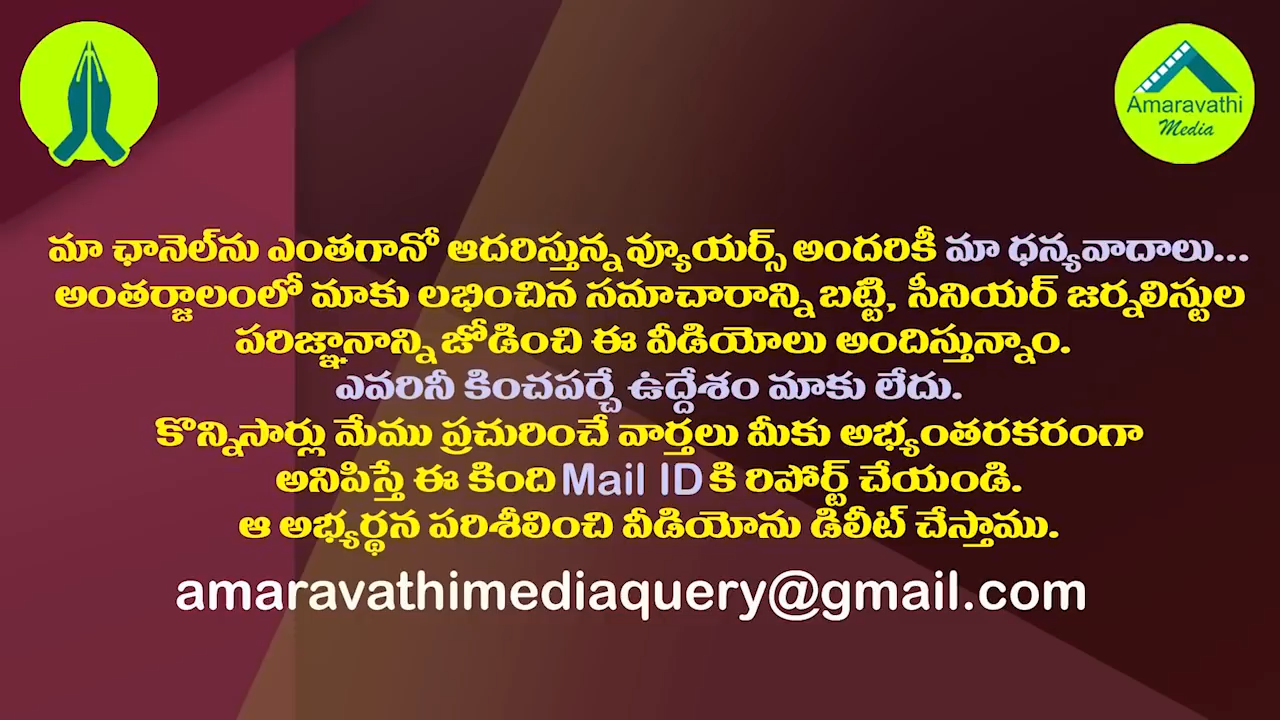 Amaravathi
Media
మా ఛానెల్‌ను ఎంతగానో ఆదరిస్తున్న వ్యూయర్స్ అందరికీ మా ధన్యవాదాలు...
అంతర్జాలంలో మాకు లభించిన సమాచారాన్ని బట్టి, సీనియర్ జర్నలిస్టుల
పరిజ్ఞానాన్ని జోడించి ఈ వీడియోలు అందిస్తున్నాం.
ఎవరినీ కించపర్చే ఉద్దేశం మాకు లేదు.
కొన్నిసార్లు మేము ప్రచురించే వార్తలు మీకు అభ్యంతరకరంగా
అనిపిస్తే ఈ కింది Mail ID కి రిపోర్ట్ చేయండి.
ఆ అభ్యర్థన పరిశీలించి వీడియోను డిలీట్ చేస్తాము.
amaravathimediaquery@gmail.com